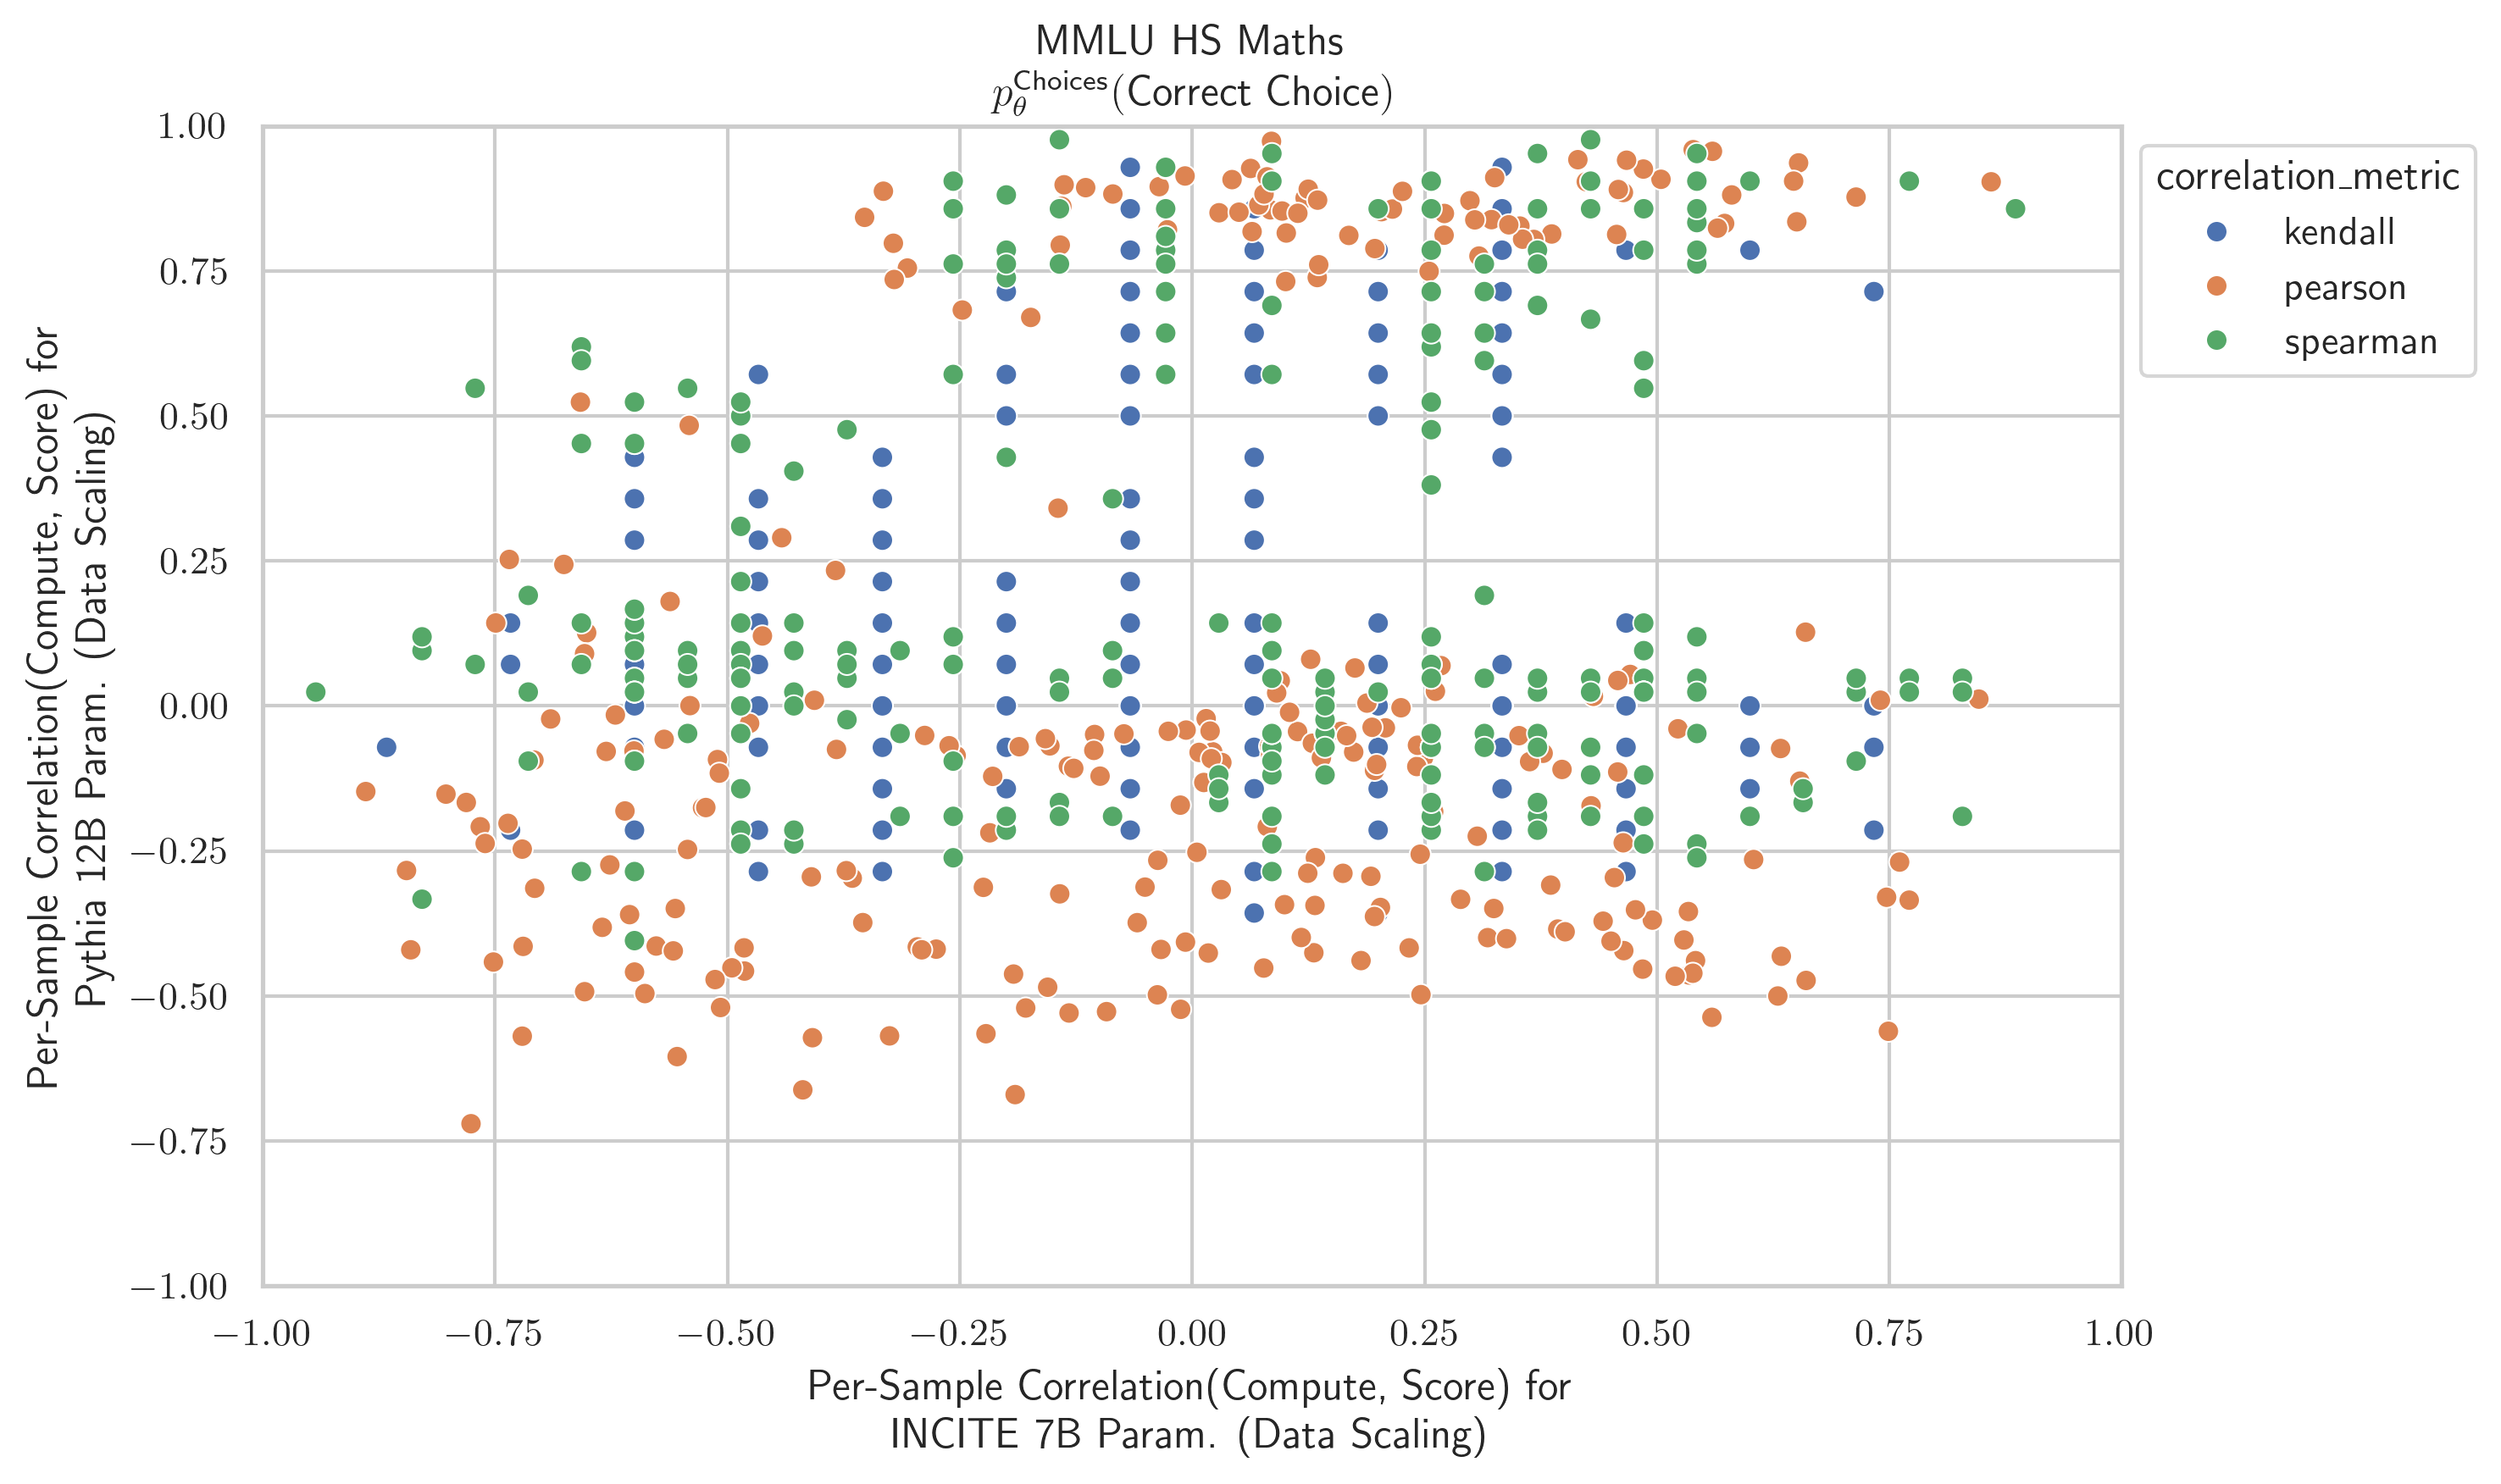 MMLU HS Maths
p_θ^Choices(Correct Choice)
Per-Sample Correlation(Compute, Score) for
Pythia 12B Param. (Data Scaling)
1.00
0.75
0.50
0.25
0.00
−0.25
−0.50
−0.75
−1.00
−1.00 −0.75 −0.50 −0.25 0.00 0.25 0.50 0.75 1.00
Per-Sample Correlation(Compute, Score) for
INCITE 7B Param. (Data Scaling)
correlation_metric
kendall
pearson
spearman